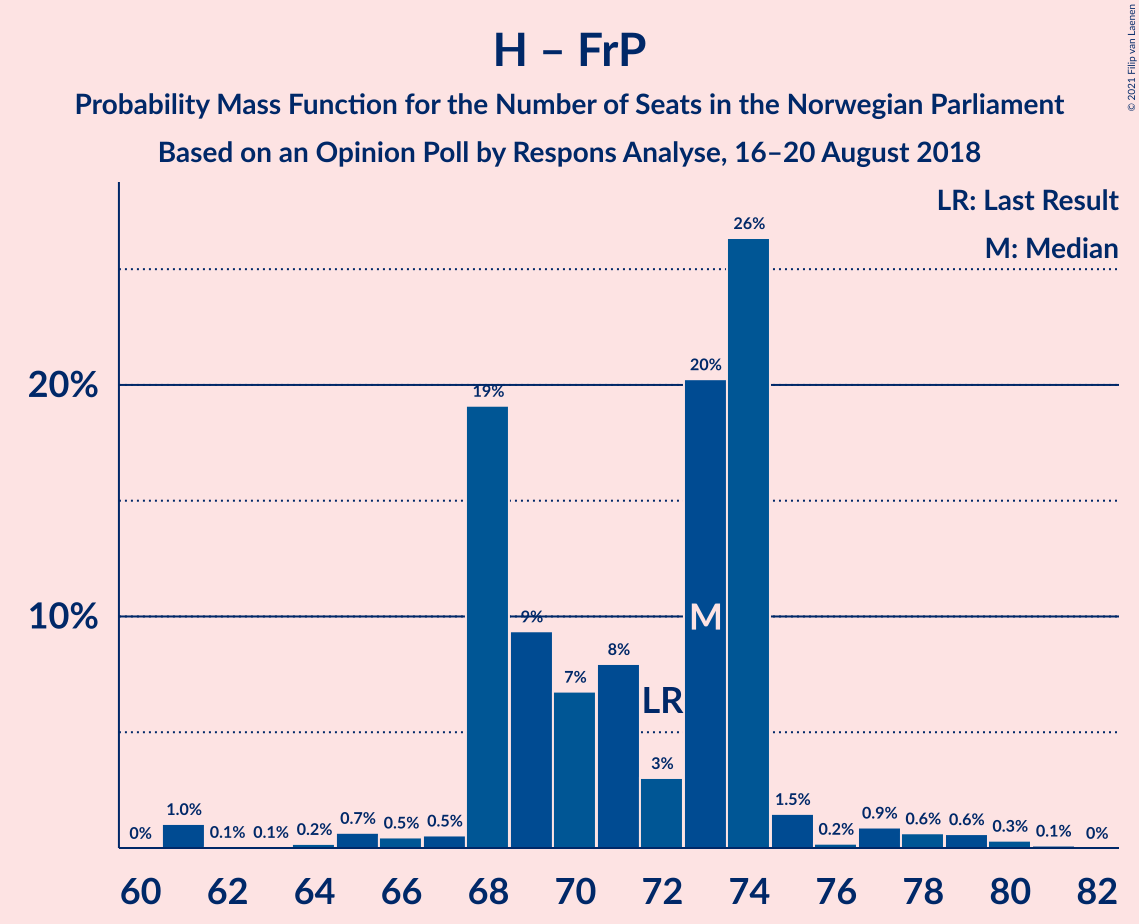 H – FrP
Probability Mass Function for the Number of Seats in the Norwegian Parliament
Based on an Opinion Poll by Respons Analyse, 16–20 August 2018
© 2021 Filip van Laenen
LR: Last Result
M: Median
20%
10%
0%
1.0%
0.1%
0.1%
0.2%
0.7%
0.5%
0.5%
19%
9%
7%
8%
LR
3%
20%
M
26%
1.5%
0.2%
0.9%
0.6%
0.6%
0.3%
0.1%
0%
60 62 64 66 68 70 72 74 76 78 80 82